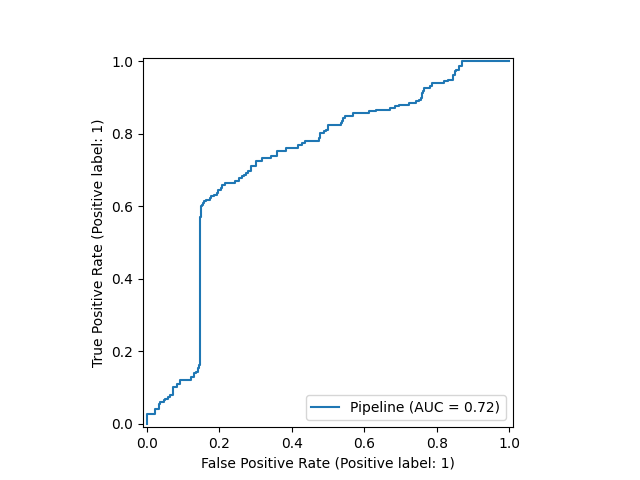 True Positive Rate (Positive label: 1)
1.0
0.8
0.6
0.4
0.2
0.0
Pipeline (AUC = 0.72)
0.0 0.2 0.4 0.6 0.8 1.0
False Positive Rate (Positive label: 1)